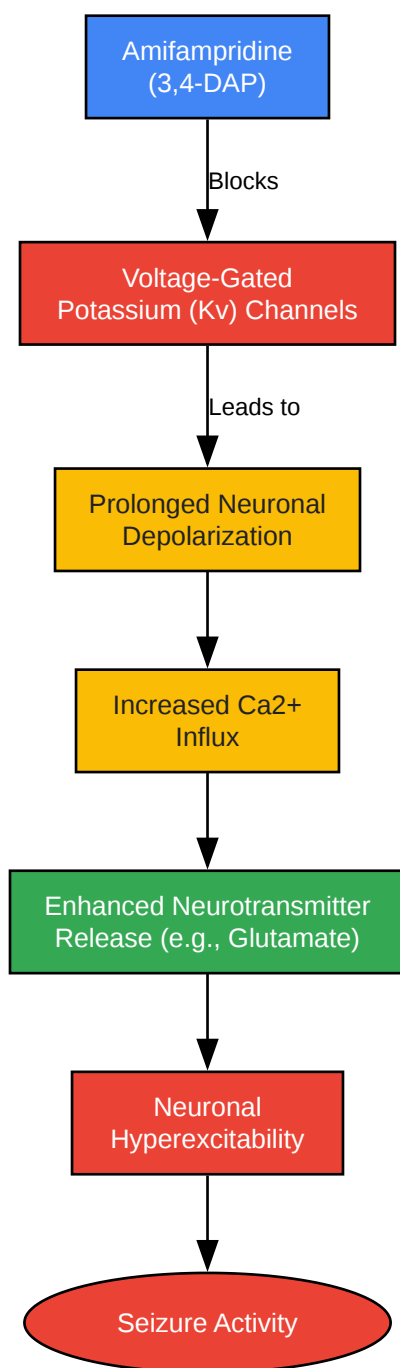 Amifampridine
(3,4-DAP)
Blocks
Voltage-Gated
Potassium (Kv) Channels
Leads to
Prolonged Neuronal
Depolarization
Increased Ca2+
Influx
Enhanced Neurotransmitter
Release (e.g., Glutamate)
Neuronal
Hyperexcitability
Seizure Activity